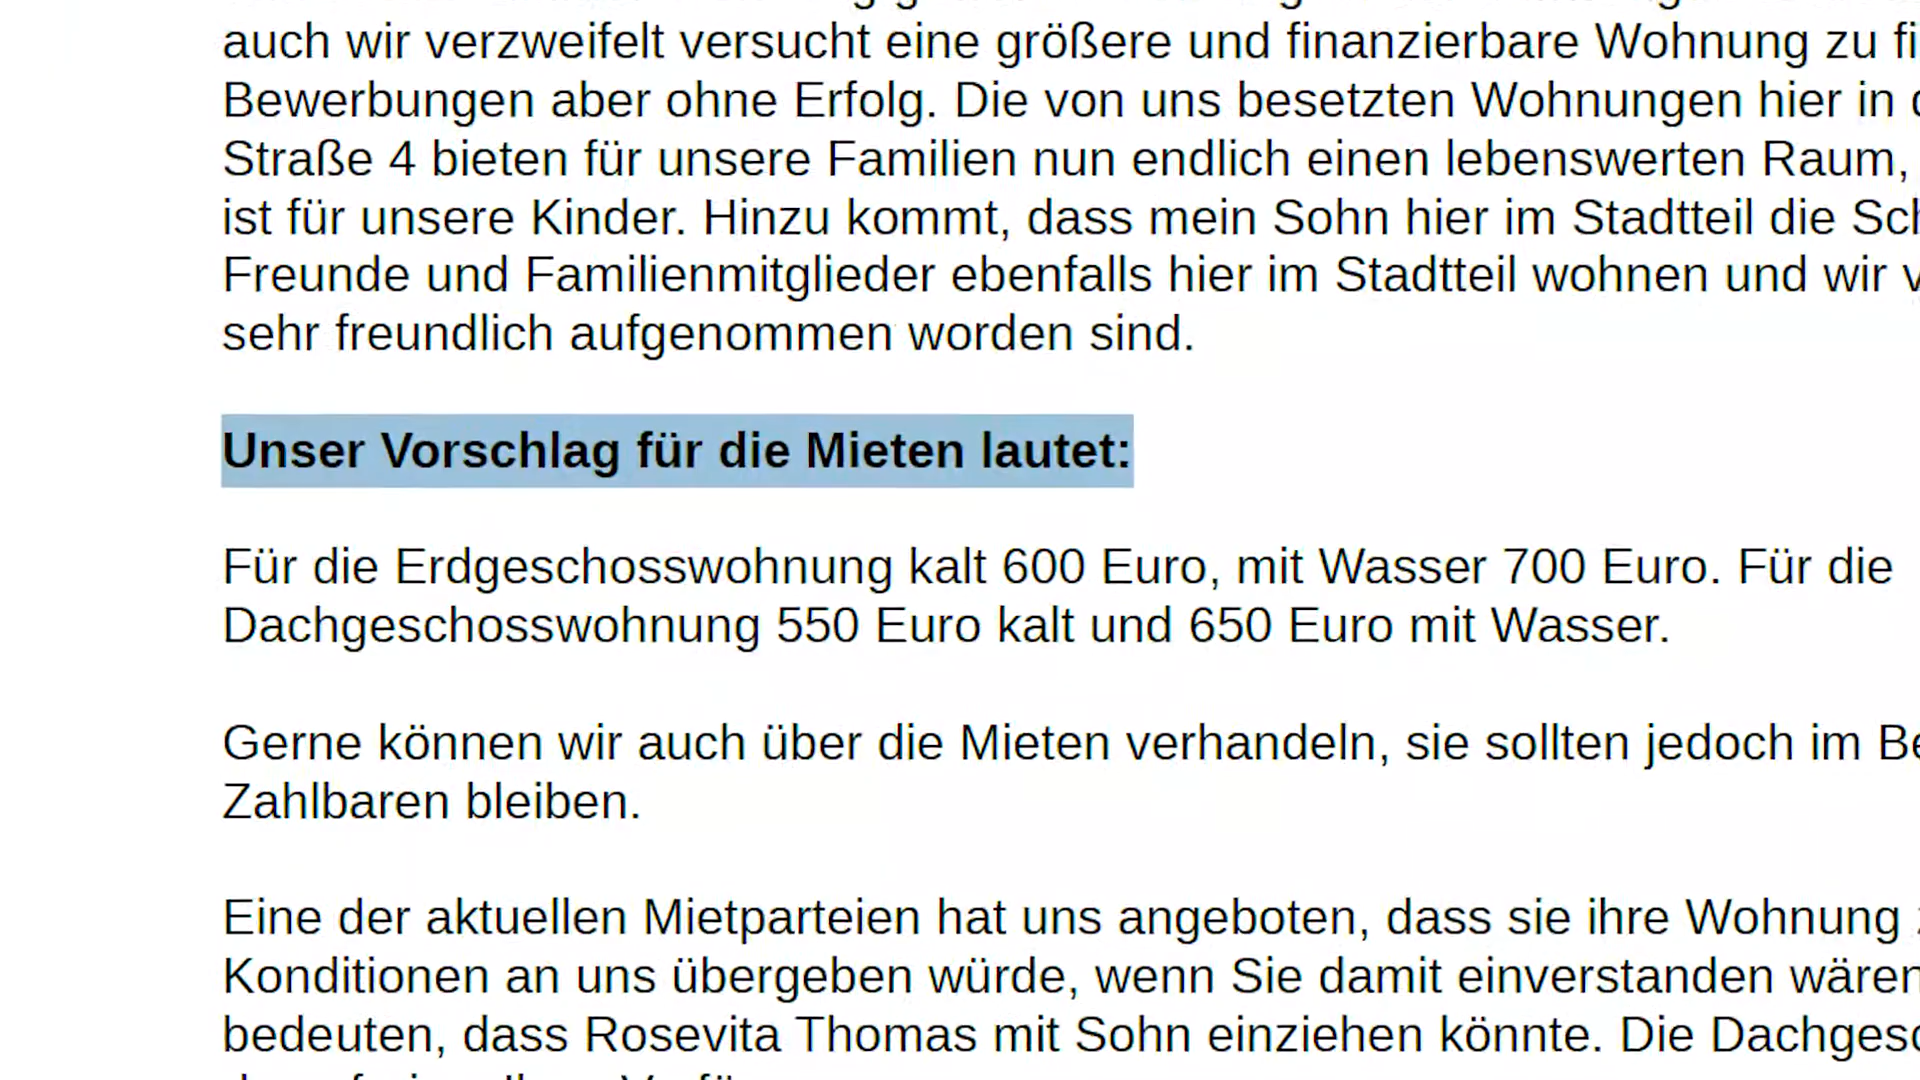 auch wir verzweifelt versucht eine größere und finanzierbare Wohnung zu
Bewerbungen aber ohne Erfolg. Die von uns besetzten Wohnungen hier in
Straße 4 bieten für unsere Familien nun endlich einen lebenswerten Raum,
ist für unsere Kinder. Hinzu kommt, dass mein Sohn hier im Stadtteil die
Freunde und Familienmitglieder ebenfalls hier im Stadtteil wohnen und wir
sehr freundlich aufgenommen worden sind.
Unser Vorschlag für die Mieten lautet:
Für die Erdgeschosswohnung kalt 600 Euro, mit Wasser 700 Euro. Für die
Dachgeschosswohnung 550 Euro kalt und 650 Euro mit Wasser.
Gerne können wir auch über die Mieten verhandeln, sie sollten jedoch im
Zahlbaren bleiben.
Eine der aktuellen Mietparteien hat uns angeboten, dass sie ihre Wohnung
Konditionen an uns übergeben würde, wenn Sie damit einverstanden wären
bedeuten, dass Rosevita Thomas mit Sohn einziehen könnte. Die